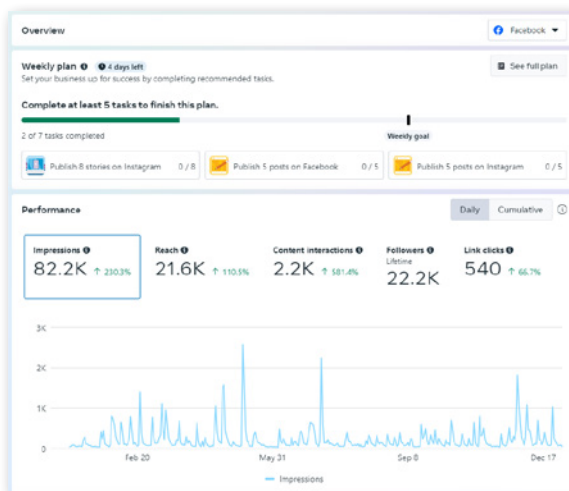 Overview
Facebook
Weekly plan 4 days left
See full plan
Set your business up for success by completing recommended tasks.
Complete at least 5 tasks to finish this plan.
2 of 7 tasks completed
Weekly goal
Publish 8 stories on Instagram 0 / 8
Publish 5 posts on Facebook 0 / 5
Publish 5 posts on Instagram 0 / 5
Performance
Daily Cumulative
Impressions Reach Content interactions Followers Link clicks
Lifetime
82.2K ↑ 230.3% 21.6K ↑ 110.5% 2.2K ↑ 581.4% 22.2K 540 ↑ 66.7%
3K
2K
1K
0
Feb 20 May 31 Sep 8 Dec 17
Impressions